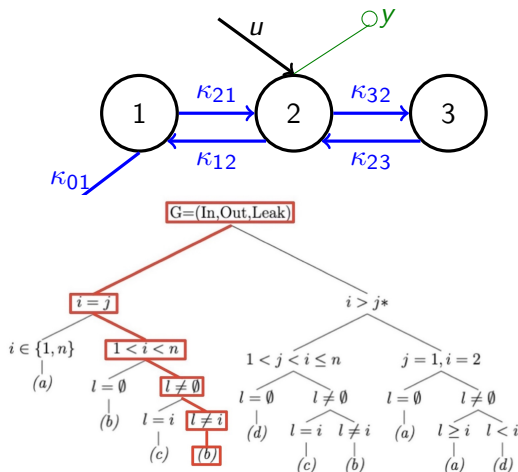 u
y
1
κ21
2
κ32
3
κ12
κ23
κ01
G=(In,Out,Leak)
i = j
i > j*
i ∈ {1, n}
1 < i < n
1 < j < i ≤ n
j = 1, i = 2
(a)
l = ∅
l ≠ ∅
l = ∅
l ≠ ∅
l = ∅
l ≠ ∅
(b)
l = i
l ≠ i
(d)
l = i
l ≠ i
(a)
l ≥ i
l < i
(c)
(b)
(c)
(b)
(a)
(d)